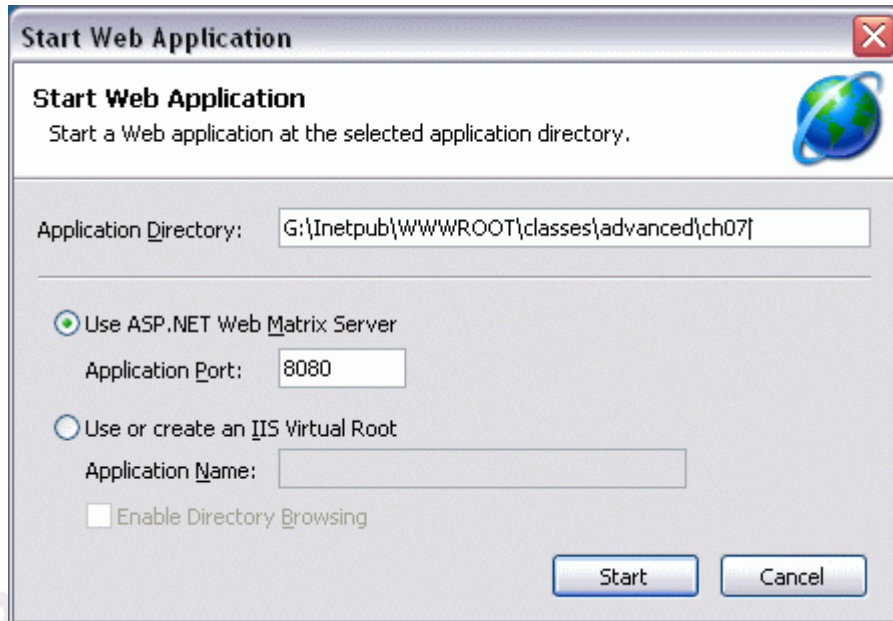 Start Web Application
Start Web Application
Start a Web application at the selected application directory.
Application Directory: G:\Inetpub\WWWROOT\classes\advanced\ch07
Use ASP.NET Web Matrix Server
Application Port: 8080
Use or create an IIS Virtual Root
Application Name:
Enable Directory Browsing
Start Cancel